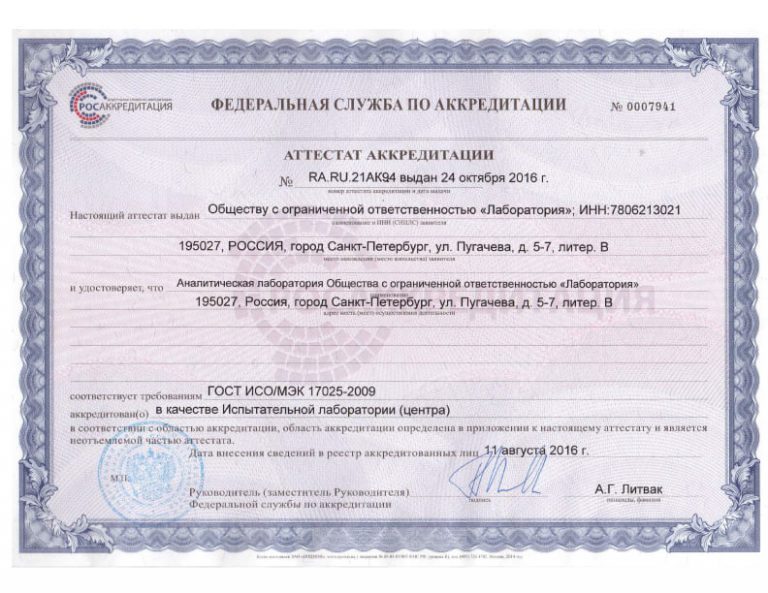 РОСАККРЕДИТАЦИЯ
ФЕДЕРАЛЬНАЯ СЛУЖБА ПО АККРЕДИТАЦИИ
№ 0007941
АТТЕСТАТ АККРЕДИТАЦИИ
№ RA.RU.21АК94 выдан 24 октября 2016 г.
номер аттестата аккредитации и дата выдачи
Настоящий аттестат выдан Обществу с ограниченной ответственностью «Лаборатория»; ИНН:7806213021
наименование и ИНН (СНИЛС) заявителя
195027, РОССИЯ, город Санкт-Петербург, ул. Пугачева, д. 5-7, литер. В
место нахождения (место жительства) заявителя
и удостоверяет, что Аналитическая лаборатория Общества с ограниченной ответственностью «Лаборатория»
наименование
195027, Россия, город Санкт-Петербург, ул. Пугачева, д. 5-7, литер. В
адрес места (мест) осуществления деятельности
соответствует требованиям ГОСТ ИСО/МЭК 17025-2009
аккредитован(о) в качестве Испытательной лаборатории (центра)
в соответствии с областью аккредитации, область аккредитации определена в приложении к настоящему аттестату и является
неотъемлемой частью аттестата.
Дата внесения сведений в реестр аккредитованных лиц 11 августа 2016 г.
М.П.
Руководитель (заместитель Руководителя)
Федеральной службы по аккредитации
подпись
А.Г. Литвак
инициалы, фамилия